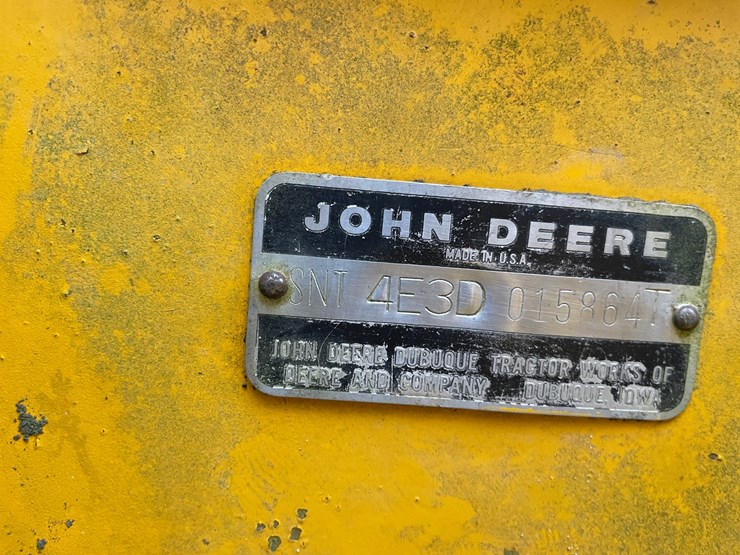 JOHN DEERE
MADE IN U.S.A.
SNT 4E3D 015864T
JOHN DEERE DUBUQUE TRACTOR WORKS OF
DEERE AND COMPANY DUBUQUE, IOWA